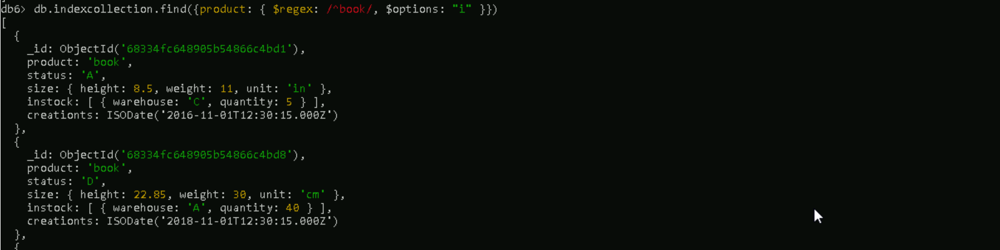 db6> db.indexcollection.find({product: { $regex: /^book/, $options: "i" }})
[
  {
    _id: ObjectId('68334fc648905b54866c4bd1'),
    product: 'book',
    status: 'A',
    size: { height: 8.5, weight: 11, unit: 'in' },
    instock: [ { warehouse: 'C', quantity: 5 } ],
    creationts: ISODate('2016-11-01T12:30:15.000Z')
  },
  {
    _id: ObjectId('68334fc648905b54866c4bd8'),
    product: 'book',
    status: 'D',
    size: { height: 22.85, weight: 30, unit: 'cm' },
    instock: [ { warehouse: 'A', quantity: 40 } ],
    creationts: ISODate('2018-11-01T12:30:15.000Z')
  },
  {